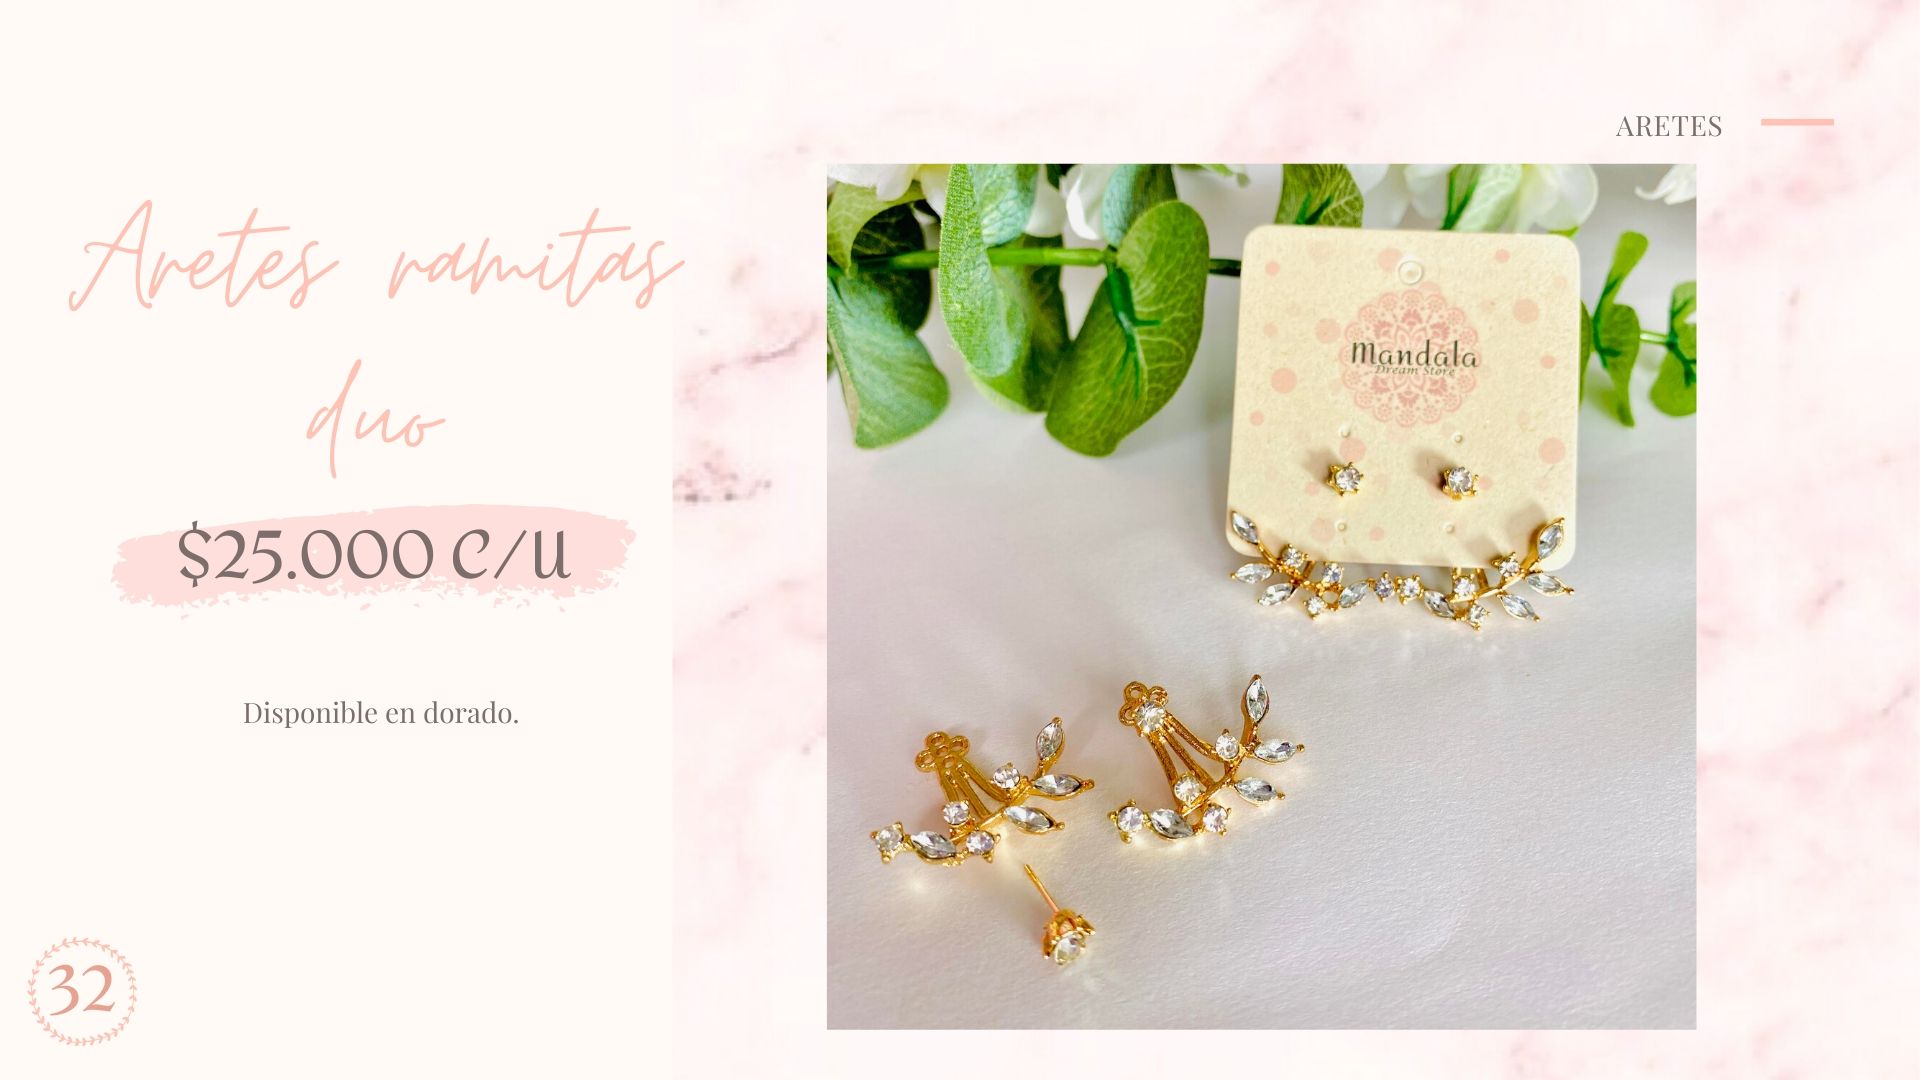 ARETES
Aretes ramitas
duo
$25.000 C/U
Disponible en dorado.
32
Mandala
Dream Store